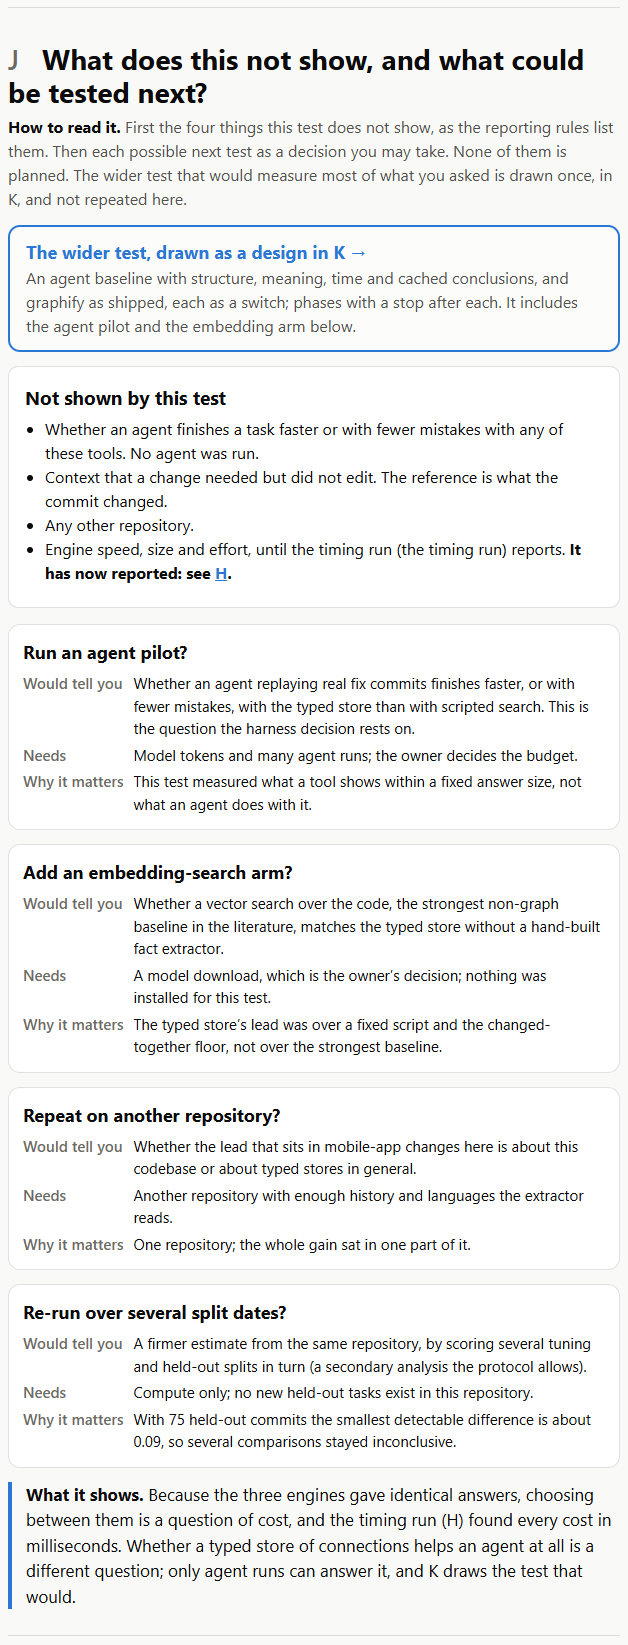 J What does this not show, and what could
be tested next?
How to read it. First the four things this test does not show, as the reporting rules list
them. Then each possible next test as a decision you may take. None of them is
planned. The wider test that would measure most of what you asked is drawn once, in
K, and not repeated here.
The wider test, drawn as a design in K →
An agent baseline with structure, meaning, time and cached conclusions, and
graphify as shipped, each as a switch; phases with a stop after each. It includes
the agent pilot and the embedding arm below.
Not shown by this test
• Whether an agent finishes a task faster or with fewer mistakes with any of
these tools. No agent was run.
• Context that a change needed but did not edit. The reference is what the
commit changed.
• Any other repository.
• Engine speed, size and effort, until the timing run (the timing run) reports. It
has now reported: see H.
Run an agent pilot?
Would tell you Whether an agent replaying real fix commits finishes faster, or with
fewer mistakes, with the typed store than with scripted search. This is
the question the harness decision rests on.
Needs Model tokens and many agent runs; the owner decides the budget.
Why it matters This test measured what a tool shows within a fixed answer size, not
what an agent does with it.
Add an embedding-search arm?
Would tell you Whether a vector search over the code, the strongest non-graph
baseline in the literature, matches the typed store without a hand-built
fact extractor.
Needs A model download, which is the owner's decision; nothing was
installed for this test.
Why it matters The typed store's lead was over a fixed script and the changed-
together floor, not over the strongest baseline.
Repeat on another repository?
Would tell you Whether the lead that sits in mobile-app changes here is about this
codebase or about typed stores in general.
Needs Another repository with enough history and languages the extractor
reads.
Why it matters One repository; the whole gain sat in one part of it.
Re-run over several split dates?
Would tell you A firmer estimate from the same repository, by scoring several tuning
and held-out splits in turn (a secondary analysis the protocol allows).
Needs Compute only; no new held-out tasks exist in this repository.
Why it matters With 75 held-out commits the smallest detectable difference is about
0.09, so several comparisons stayed inconclusive.
What it shows. Because the three engines gave identical answers, choosing
between them is a question of cost, and the timing run (H) found every cost in
milliseconds. Whether a typed store of connections helps an agent at all is a
different question; only agent runs can answer it, and K draws the test that
would.